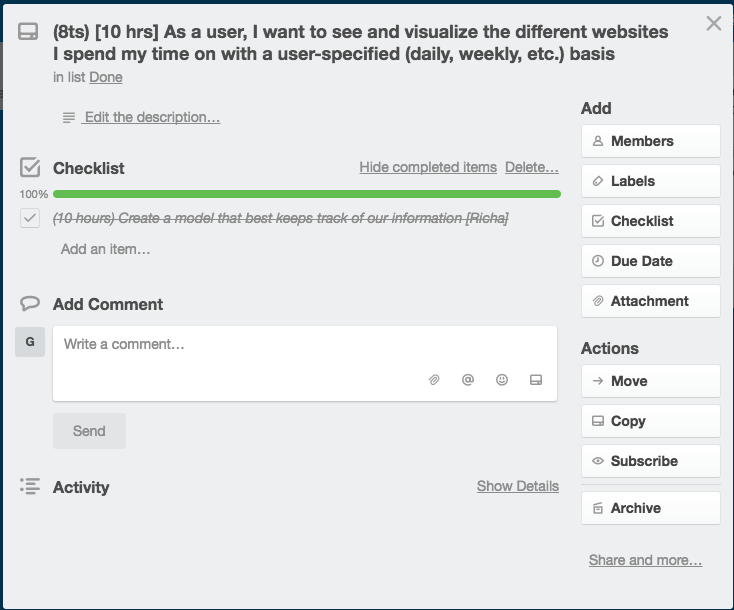 (8ts) [10 hrs] As a user, I want to see and visualize the different websites
I spend my time on with a user-specified (daily, weekly, etc.) basis
in list Done
Edit the description…
Checklist
Hide completed items Delete…
100%
(10 hours) Create a model that best keeps track of our information [Richa]
Add an item…
Add Comment
G
Write a comment…
Send
Activity
Show Details
Add
Members
Labels
Checklist
Due Date
Attachment
Actions
Move
Copy
Subscribe
Archive
Share and more…